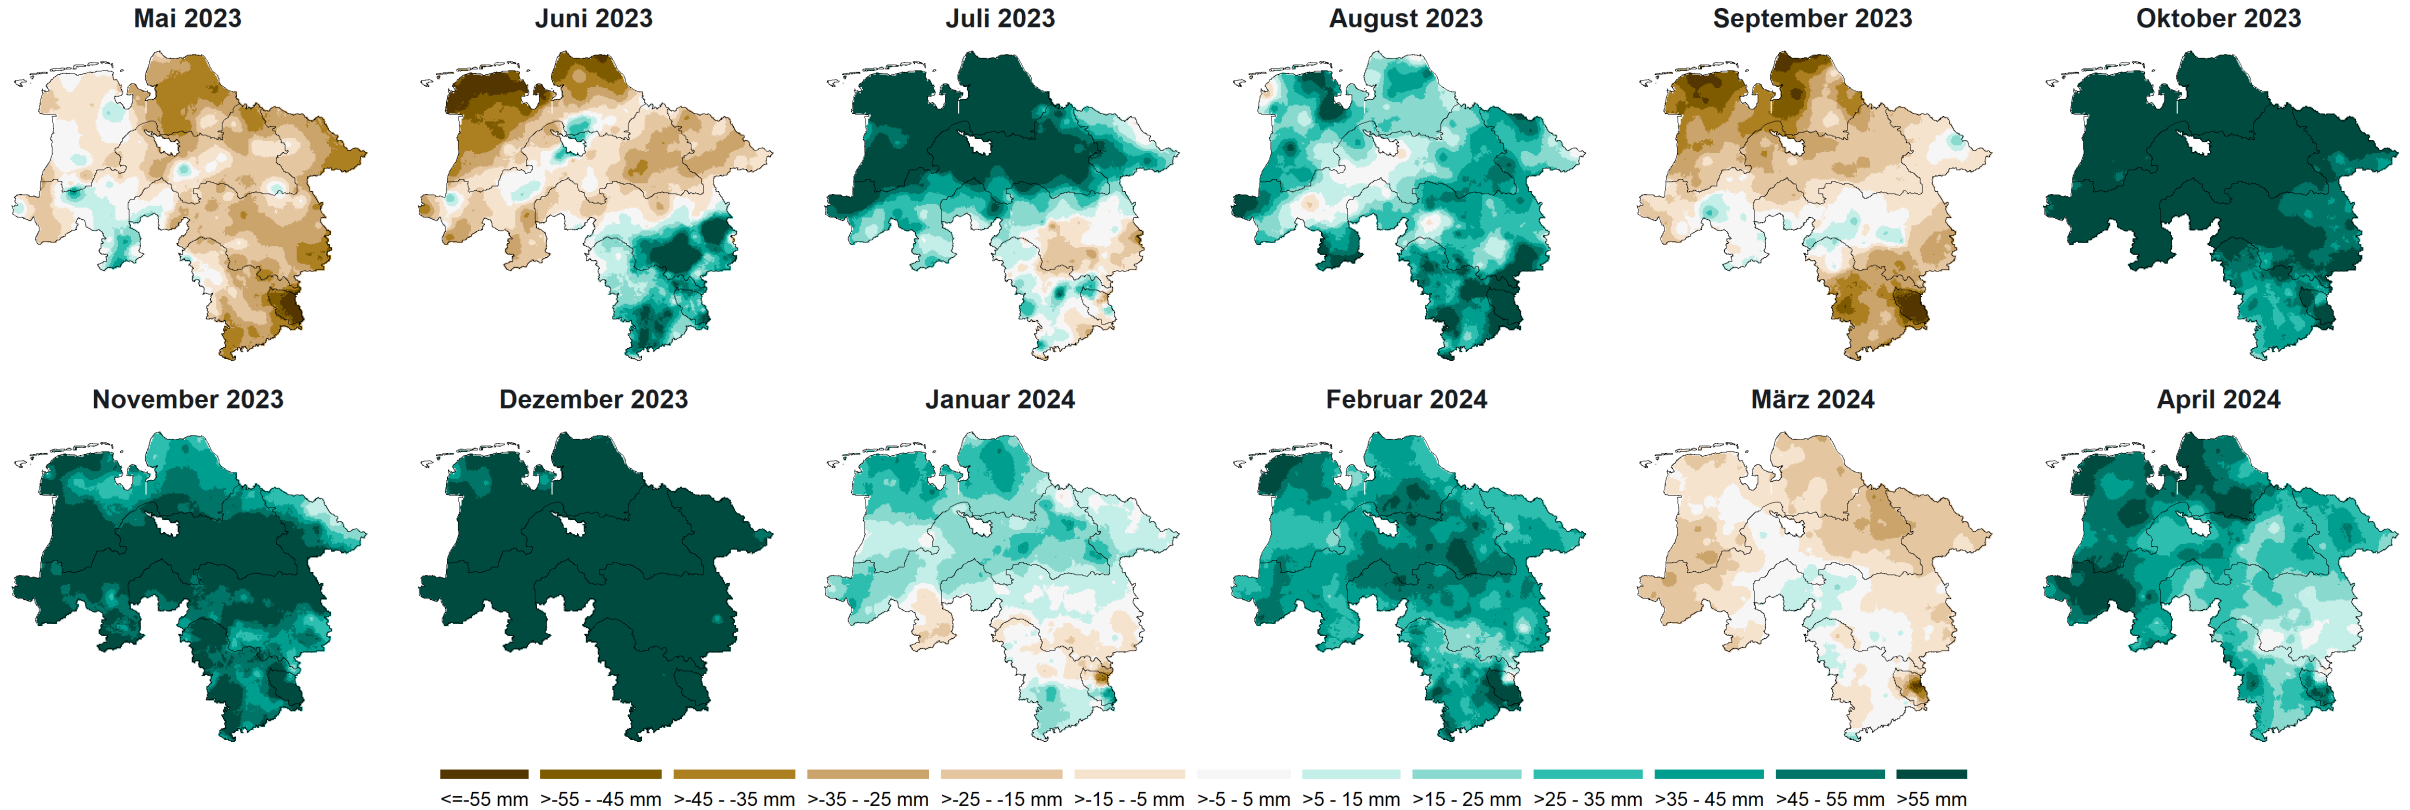 Mai 2023
Juni 2023
Juli 2023
August 2023
September 2023
Oktober 2023
November 2023
Dezember 2023
Januar 2024
Februar 2024
März 2024
April 2024
<=-55 mm >-55 - -45 mm >-45 - -35 mm >-35 - -25 mm >-25 - -15 mm >-15 - -5 mm >-5 - 5 mm >5 - 15 mm >15 - 25 mm >25 - 35 mm >35 - 45 mm >45 - 55 mm >55 mm